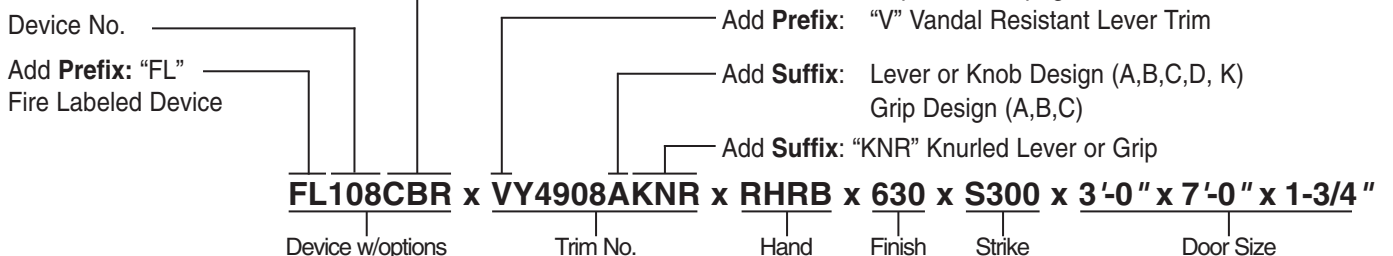 Device No.
Add Prefix: “FL”
Fire Labeled Device
Add Prefix: “V” Vandal Resistant Lever Trim
Add Suffix: Lever or Knob Design (A,B,C,D, K)
Grip Design (A,B,C)
Add Suffix: “KNR” Knurled Lever or Grip
FL108CBR x VY4908AKNR x RHRB x 630 x S300 x 3'-0" x 7'-0" x 1-3/4"
Device w/options Trim No. Hand Finish Strike Door Size